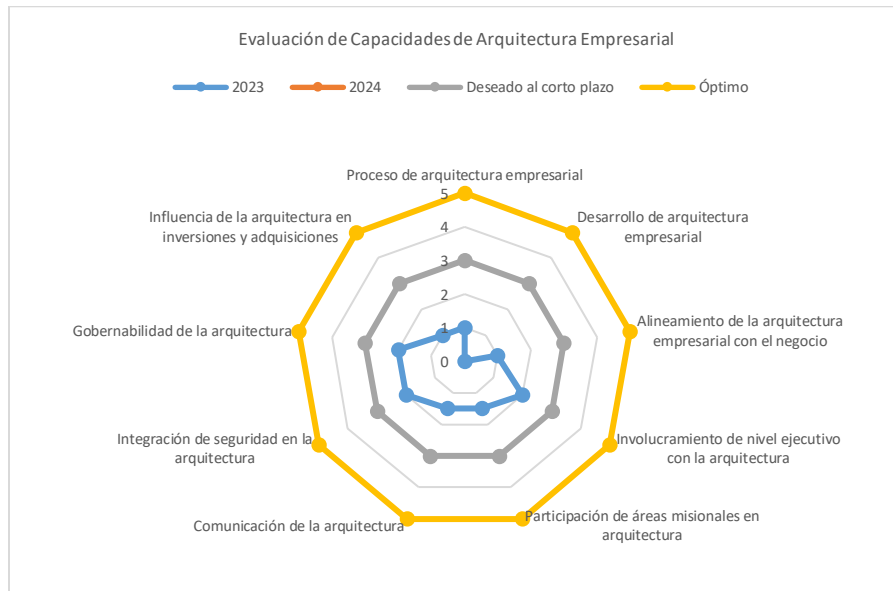 Evaluación de Capacidades de Arquitectura Empresarial
2023
2024
Deseado al corto plazo
Óptimo
Proceso de arquitectura empresarial
Desarrollo de arquitectura
empresarial
Alineamiento de la arquitectura
empresarial con el negocio
Involucramiento de nivel ejecutivo
con la arquitectura
Participación de áreas misionales en
arquitectura
Comunicación de la arquitectura
Integración de seguridad en la
arquitectura
Gobernabilidad de la arquitectura
Influencia de la arquitectura en
inversiones y adquisiciones
5
4
3
2
1
0